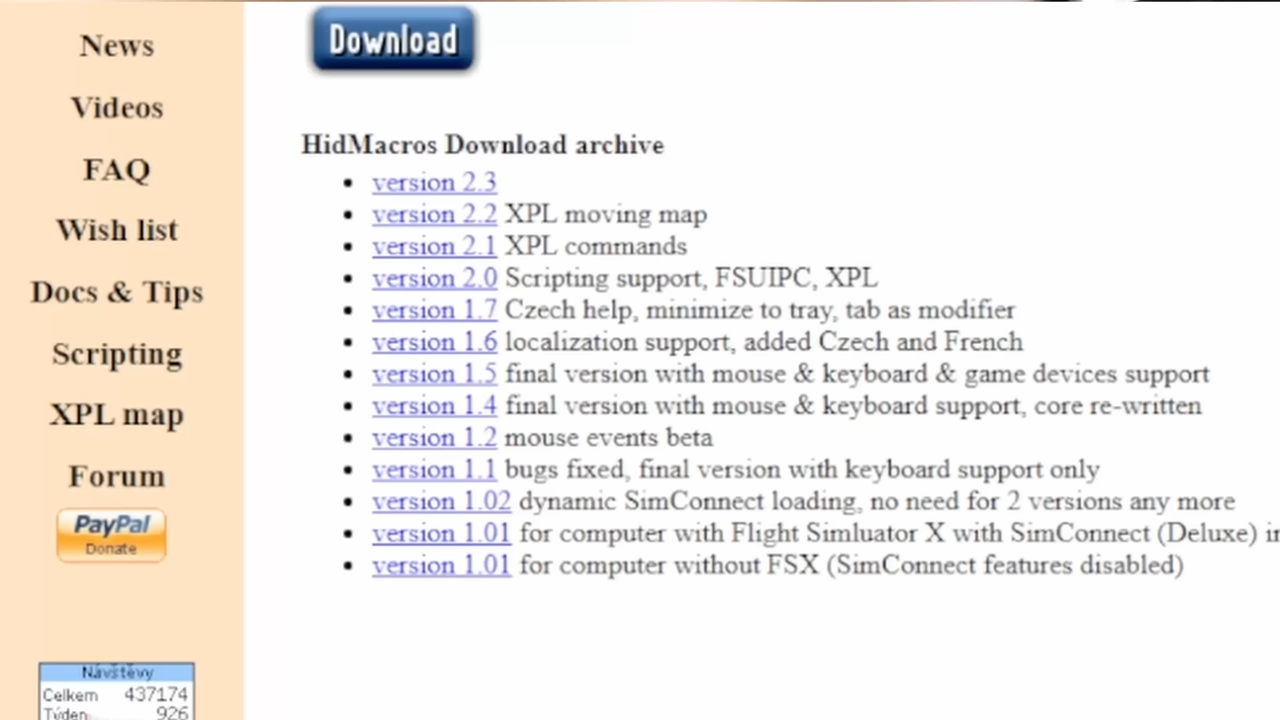 News
Videos
FAQ
Wish list
Docs & Tips
Scripting
XPL map
Forum
PayPal
Donate
Návštěvy
Celkem 437174
Týden 926
Download
HidMacros Download archive
• version 2.3
• version 2.2 XPL moving map
• version 2.1 XPL commands
• version 2.0 Scripting support, FSUIPC, XPL
• version 1.7 Czech help, minimize to tray, tab as modifier
• version 1.6 localization support, added Czech and French
• version 1.5 final version with mouse & keyboard & game devices support
• version 1.4 final version with mouse & keyboard support, core re-written
• version 1.2 mouse events beta
• version 1.1 bugs fixed, final version with keyboard support only
• version 1.02 dynamic SimConnect loading, no need for 2 versions any more
• version 1.01 for computer with Flight Simluator X with SimConnect (Deluxe) in
• version 1.01 for computer without FSX (SimConnect features disabled)